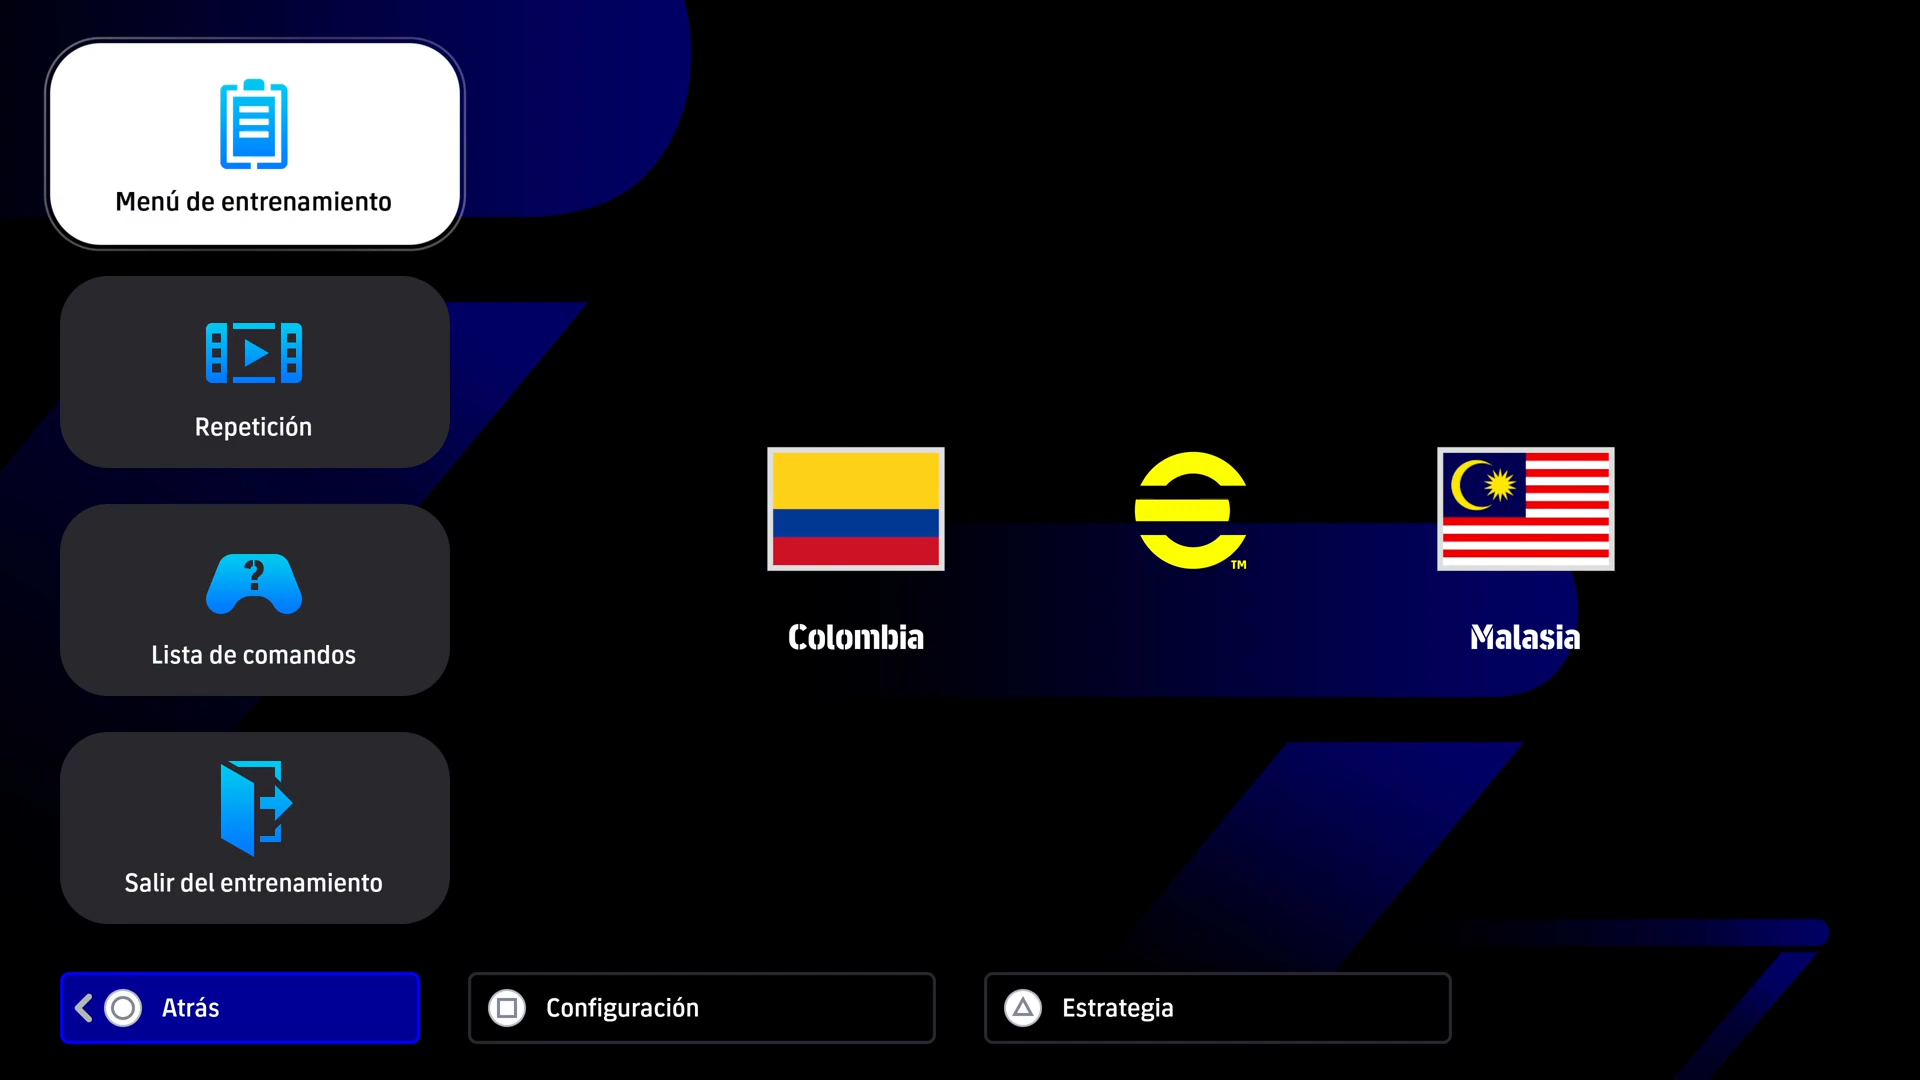 Menú de entrenamiento
Repetición
Lista de comandos
Salir del entrenamiento
TM
Colombia
Malasia
Atrás
Configuración
Estrategia